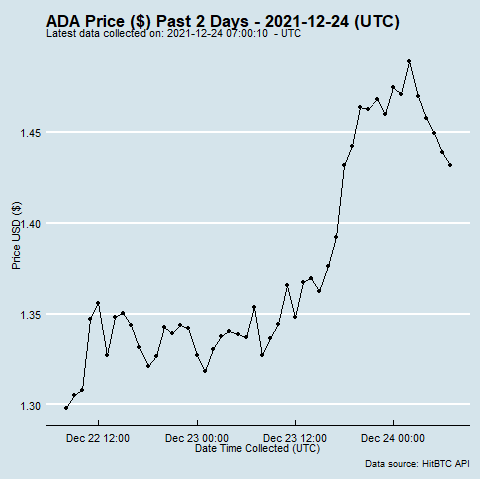 ADA Price ($) Past 2 Days - 2021-12-24 (UTC)
Latest data collected on: 2021-12-24 07:00:10 - UTC
1.45
1.40
1.35
1.30
Price USD ($)
Dec 22 12:00 Dec 23 00:00 Dec 23 12:00 Dec 24 00:00
Date Time Collected (UTC)
Data source: HitBTC API